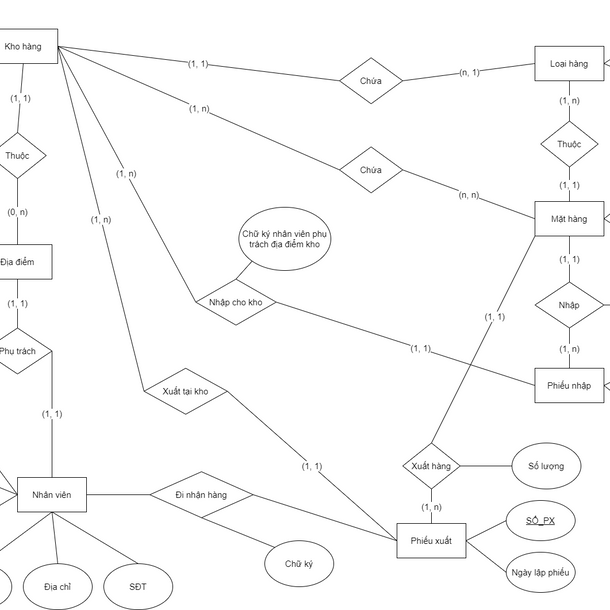 Kho hàng
(1, 1)
Chứa
(n, 1)
Loại hàng
(1, 1)
(1, n)
(1, n)
Thuộc
Thuộc
(1, n)
Chứa
(1, 1)
(n, n)
(0, n)
(1, n)
Mặt hàng
Chữ ký nhân viên phụ
trách địa điểm kho
Địa điểm
(1, 1)
(1, 1)
Nhập cho kho
Nhập
(1, 1)
Phụ trách
(1, 1)
(1, n)
Xuất tại kho
Phiếu nhập
(1, 1)
(1, 1)
Xuất hàng
Số lượng
Nhân viên
Đi nhận hàng
(1, n)
SỐ_PX
Phiếu xuất
Chữ ký
Ngày lập phiếu
Địa chỉ
SĐT